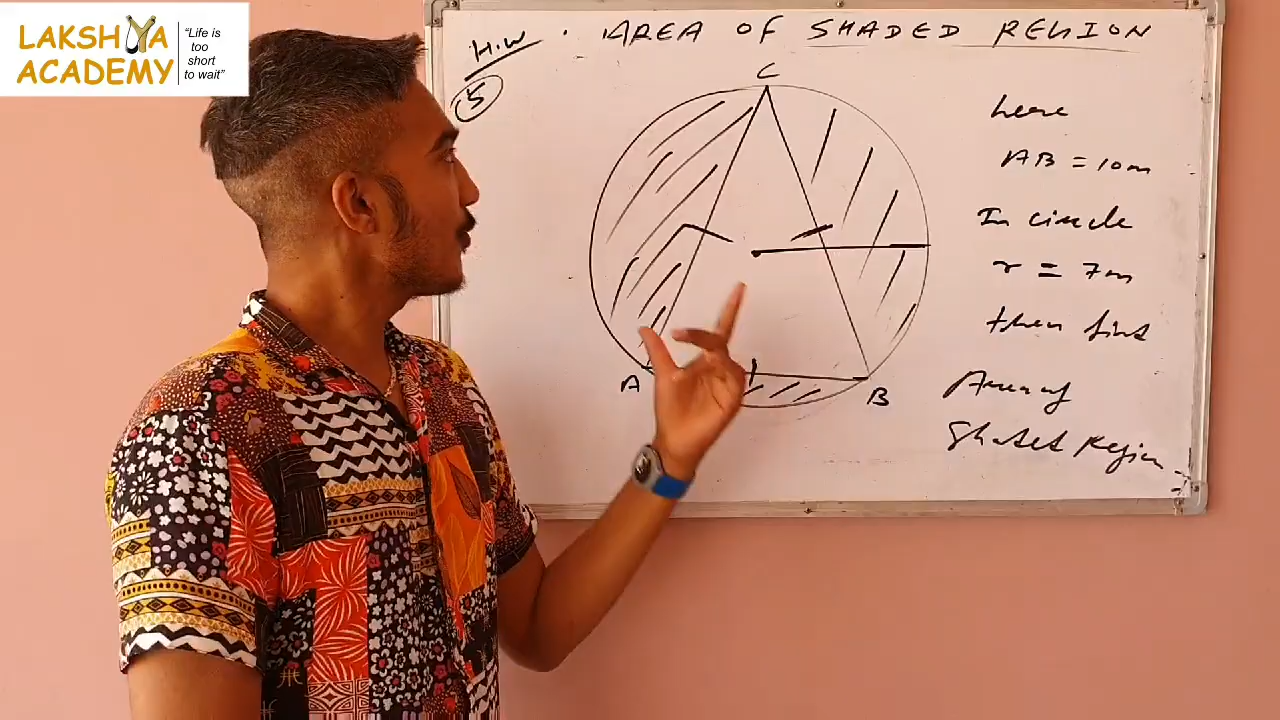 LAKSHYA
ACADEMY
“Life is
too
short
to wait”
H.W . AREA OF SHADED REGION
5
C
A
B
here
AB = 10m
In circle
r = 7m
then find
Area of
Shaded Region